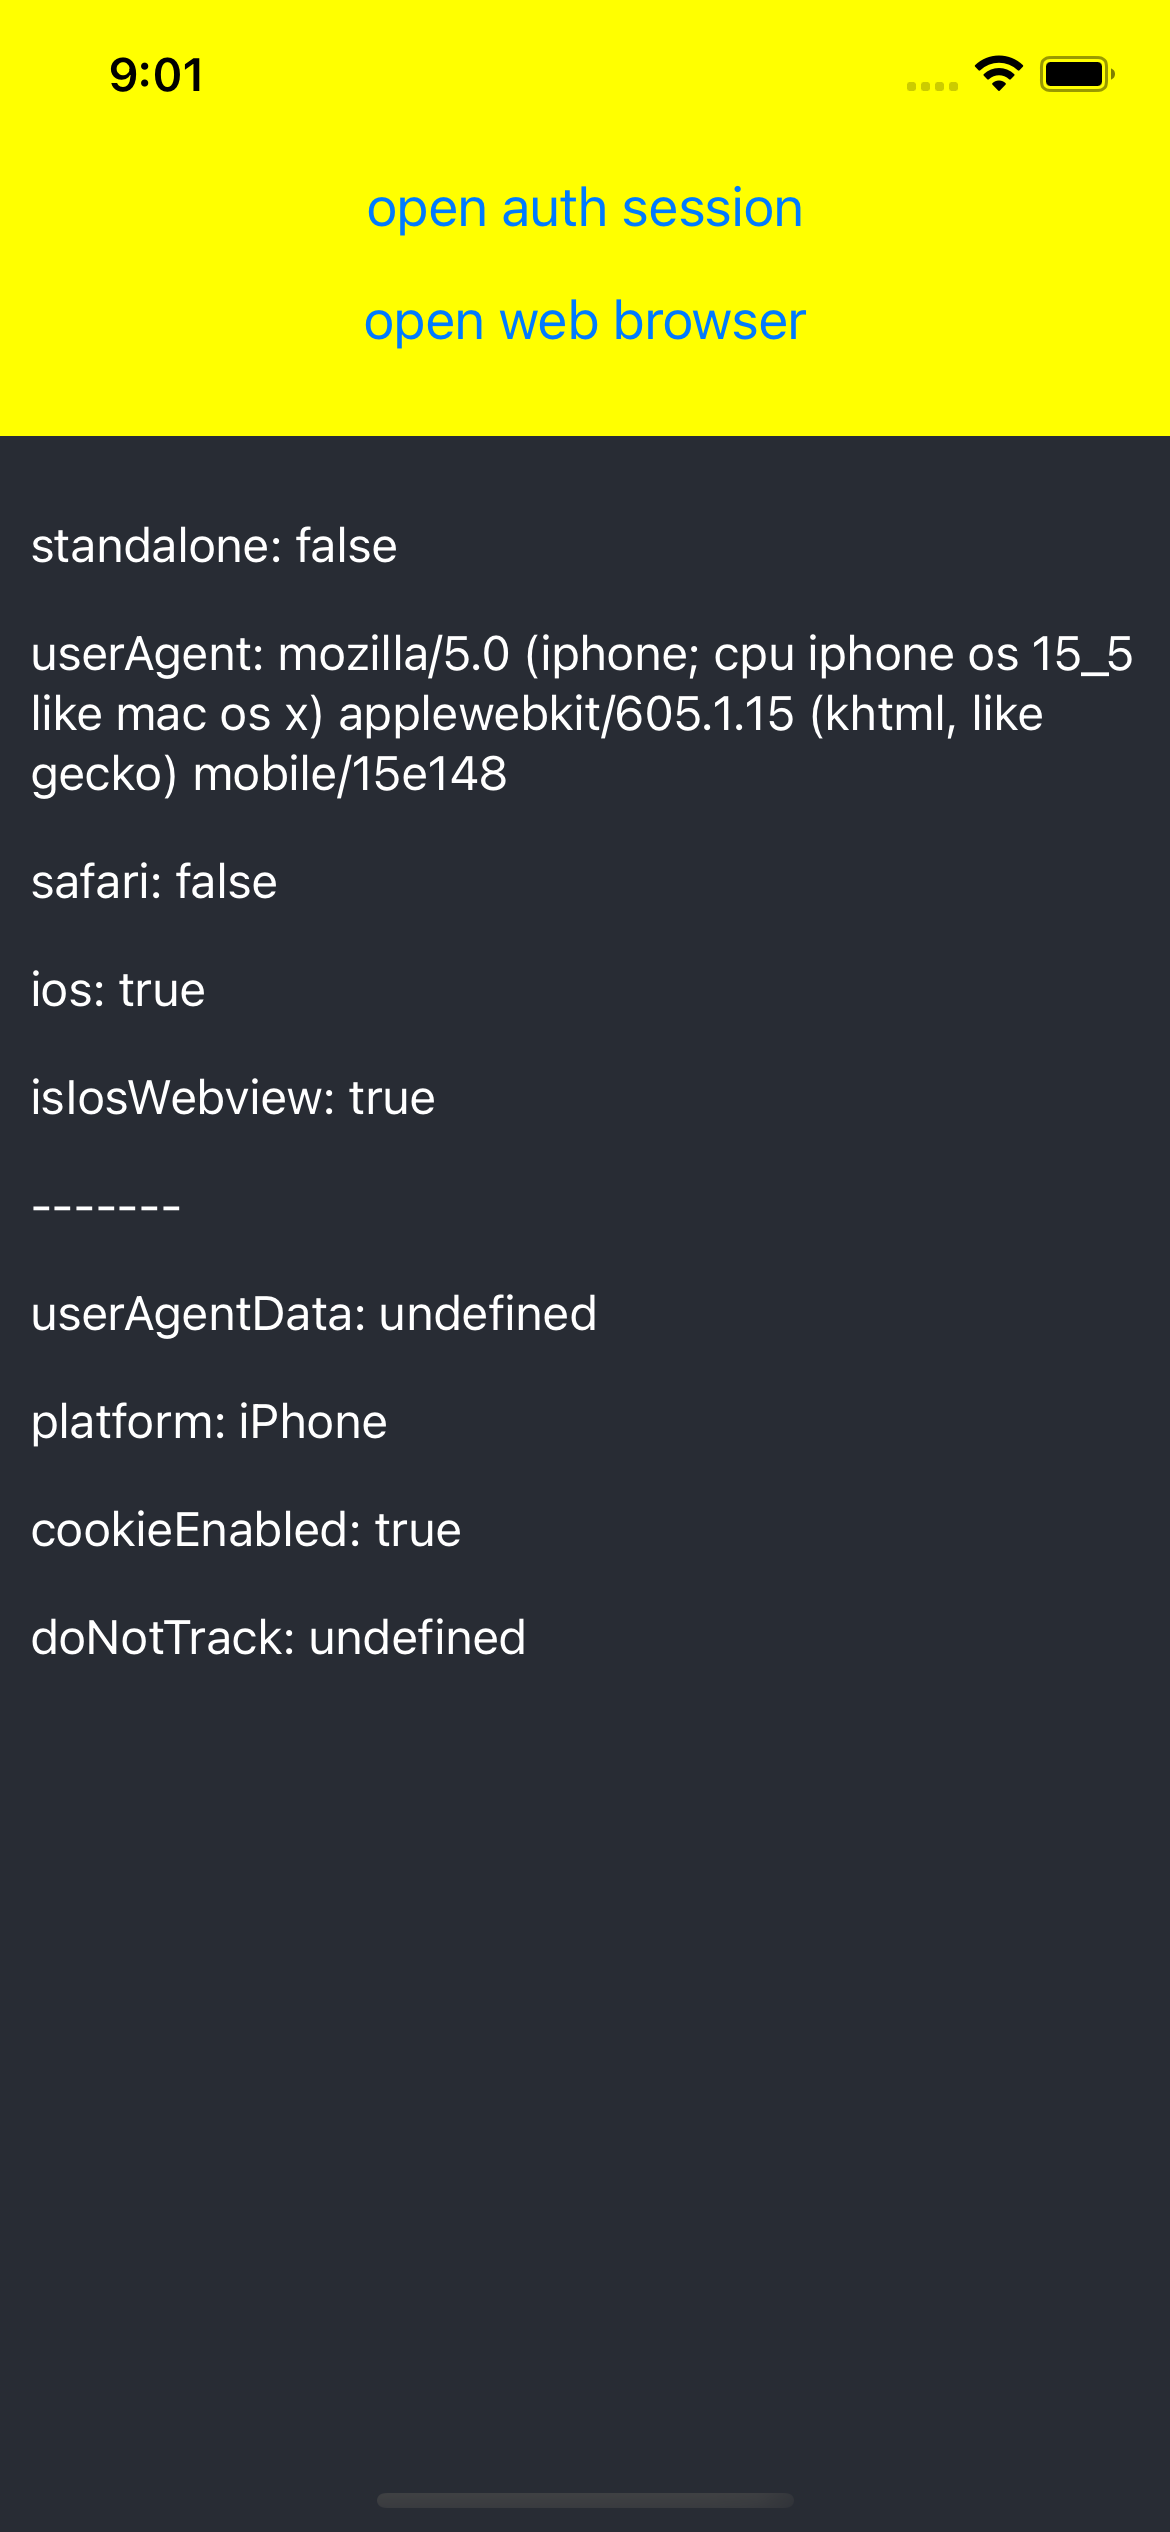 9:01
open auth session
open web browser
standalone: false
userAgent: mozilla/5.0 (iphone; cpu iphone os 15_5
like mac os x) applewebkit/605.1.15 (khtml, like
gecko) mobile/15e148
safari: false
ios: true
isIosWebview: true
-------
userAgentData: undefined
platform: iPhone
cookieEnabled: true
doNotTrack: undefined